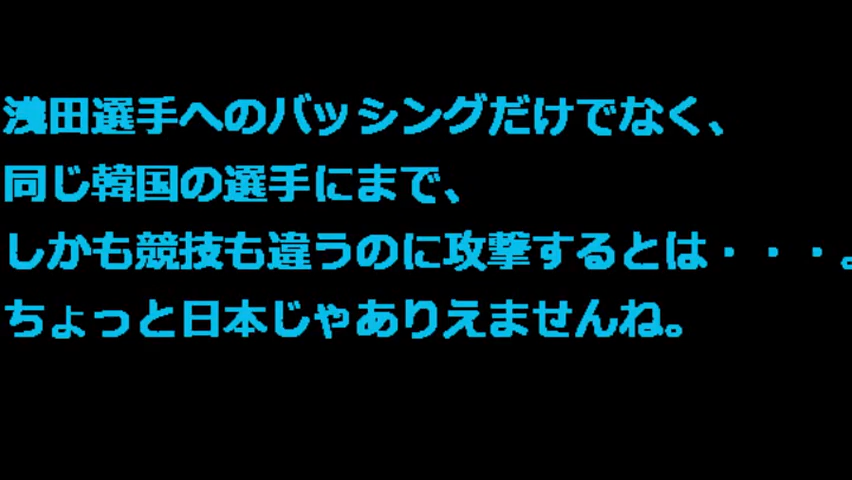 浅田選手へのバッシングだけでなく、
同じ韓国の選手にまで、
しかも競技も違うのに攻撃するとは・・・。
ちょっと日本じゃありえませんね。